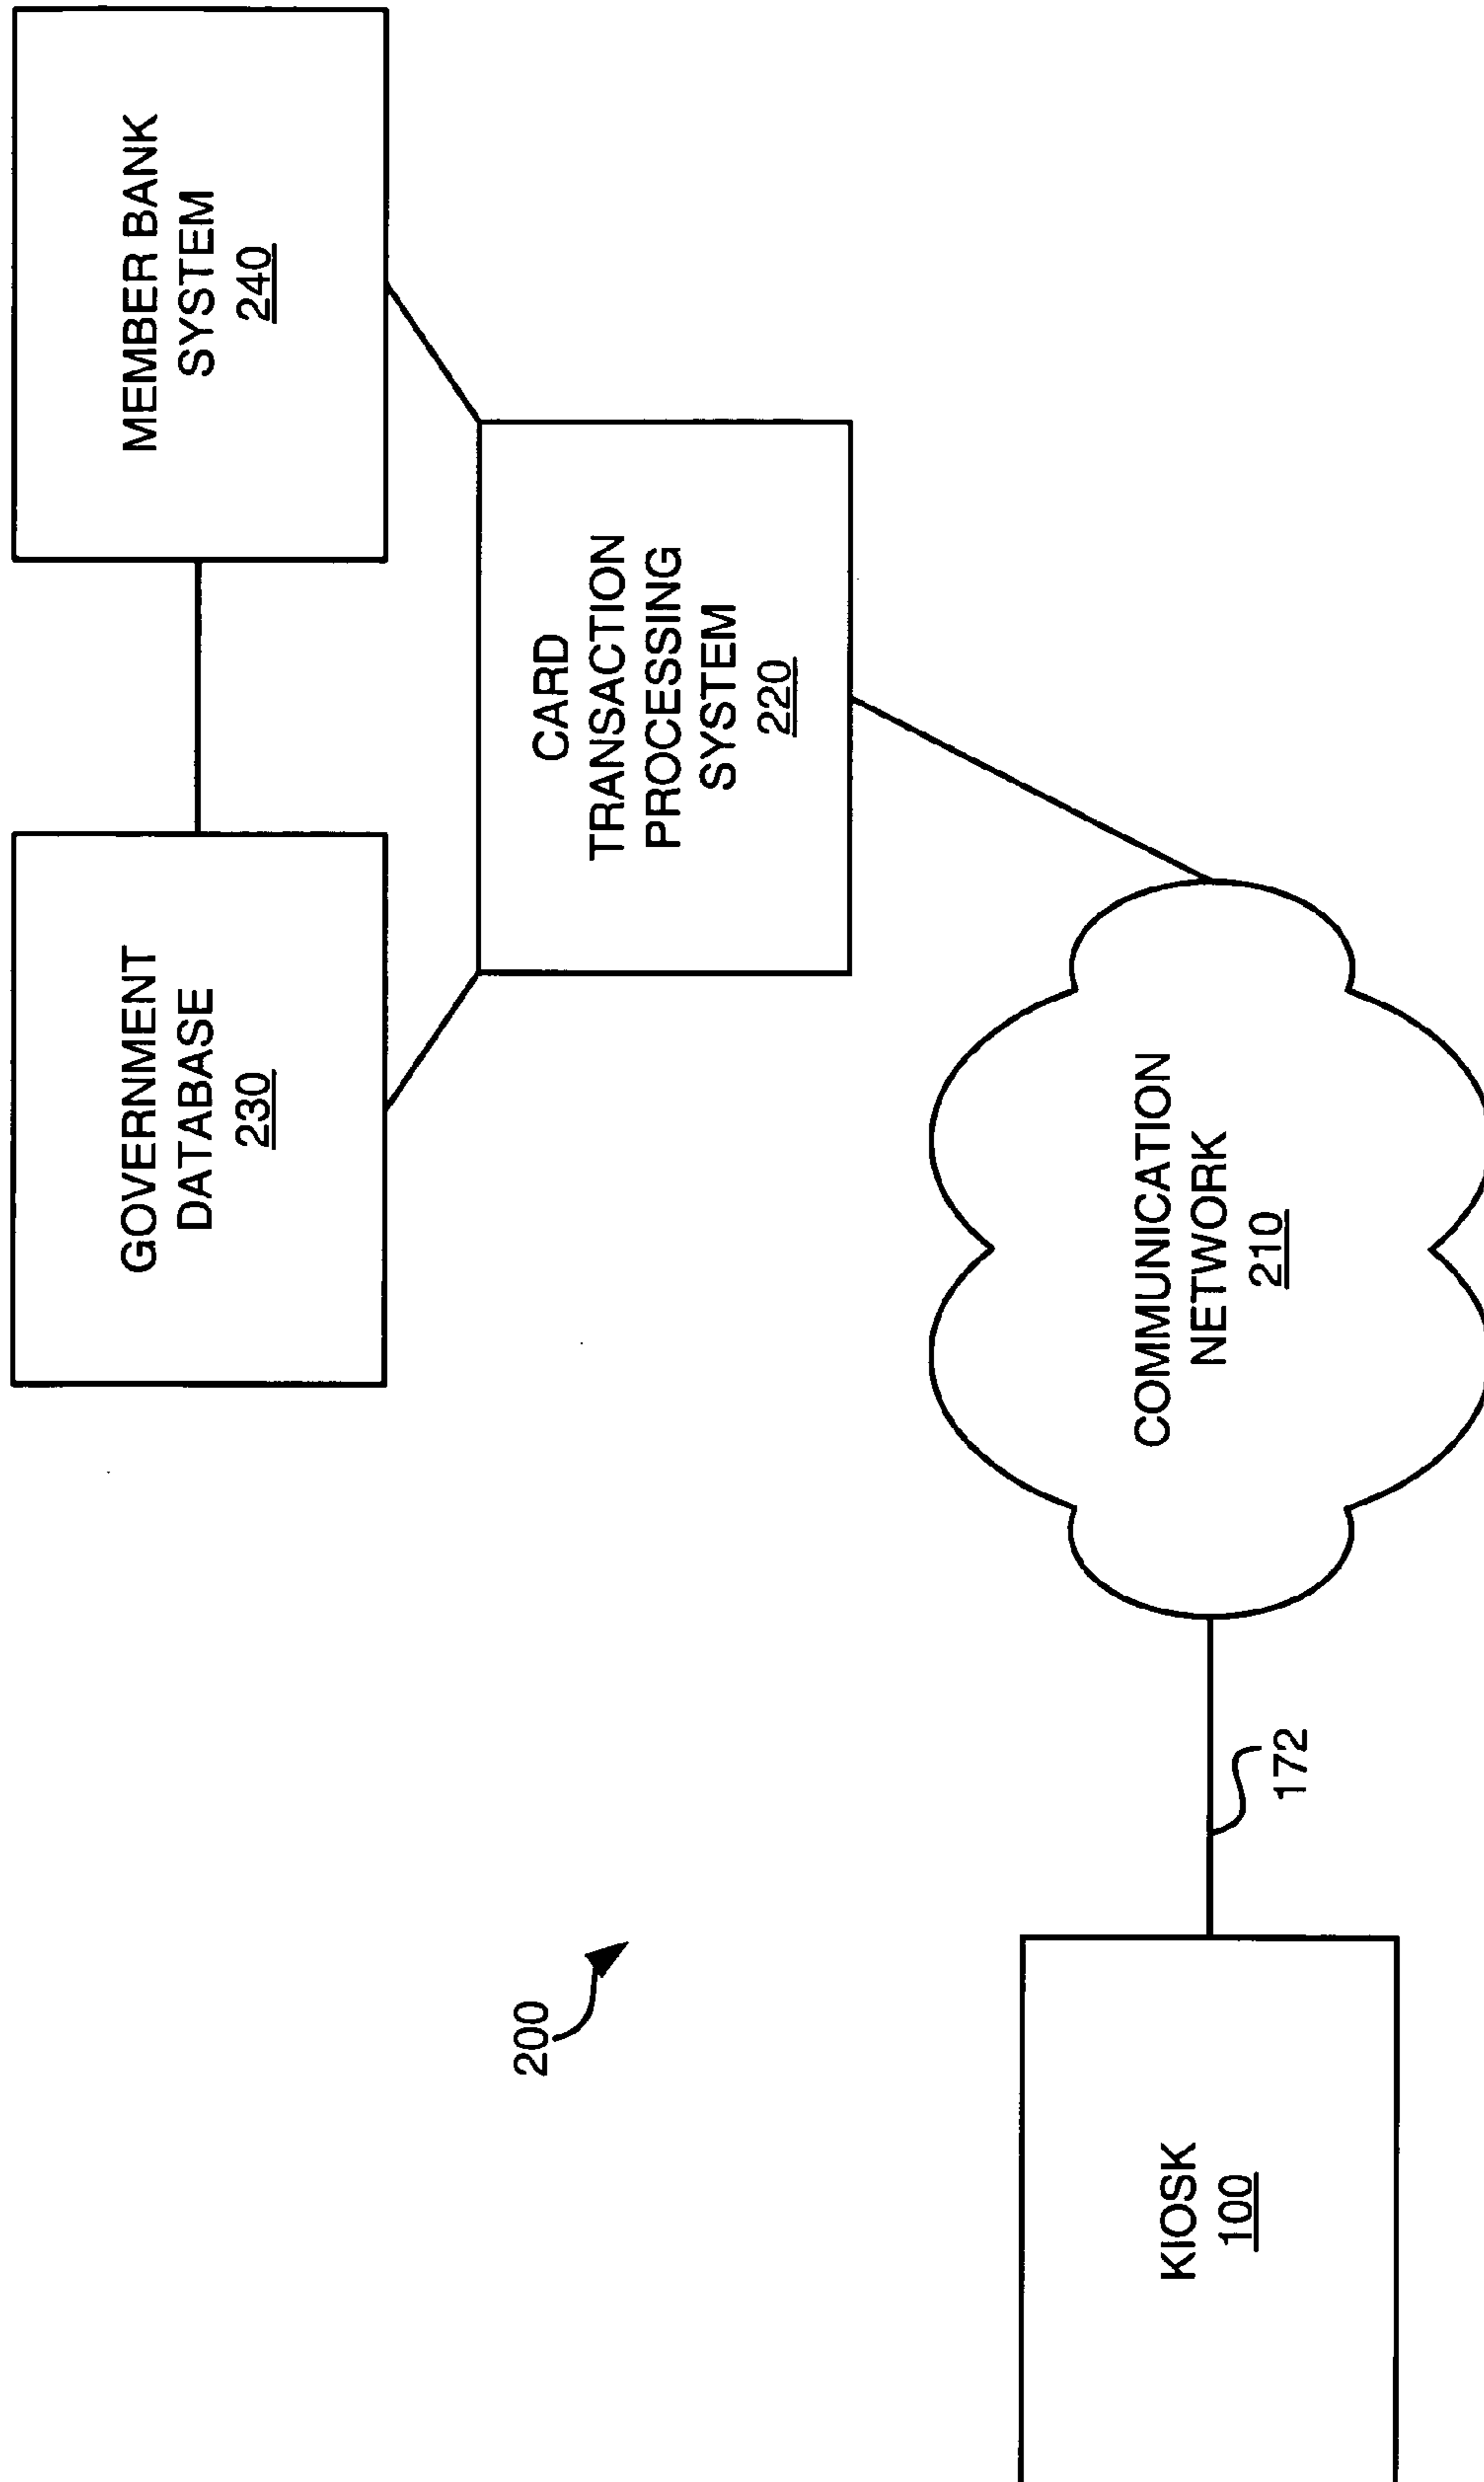 GOVERNMENT
DATABASE
230
MEMBER BANK
SYSTEM
240
CARD
TRANSACTION
PROCESSING
SYSTEM
220
200
KIOSK
100
172
COMMUNICATION
NETWORK
210